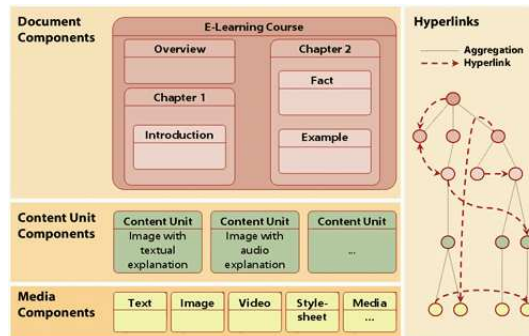 Document
Components
E-Learning Course
Overview
Chapter 1
Introduction
Chapter 2
Fact
Example
Content Unit
Components
Content Unit
Image with
textual
explanation
Content Unit
Image with
audio
explanation
Content Unit
...
Media
Components
Text
Image
Video
Style-
sheet
Media
...
Hyperlinks
Aggregation
Hyperlink